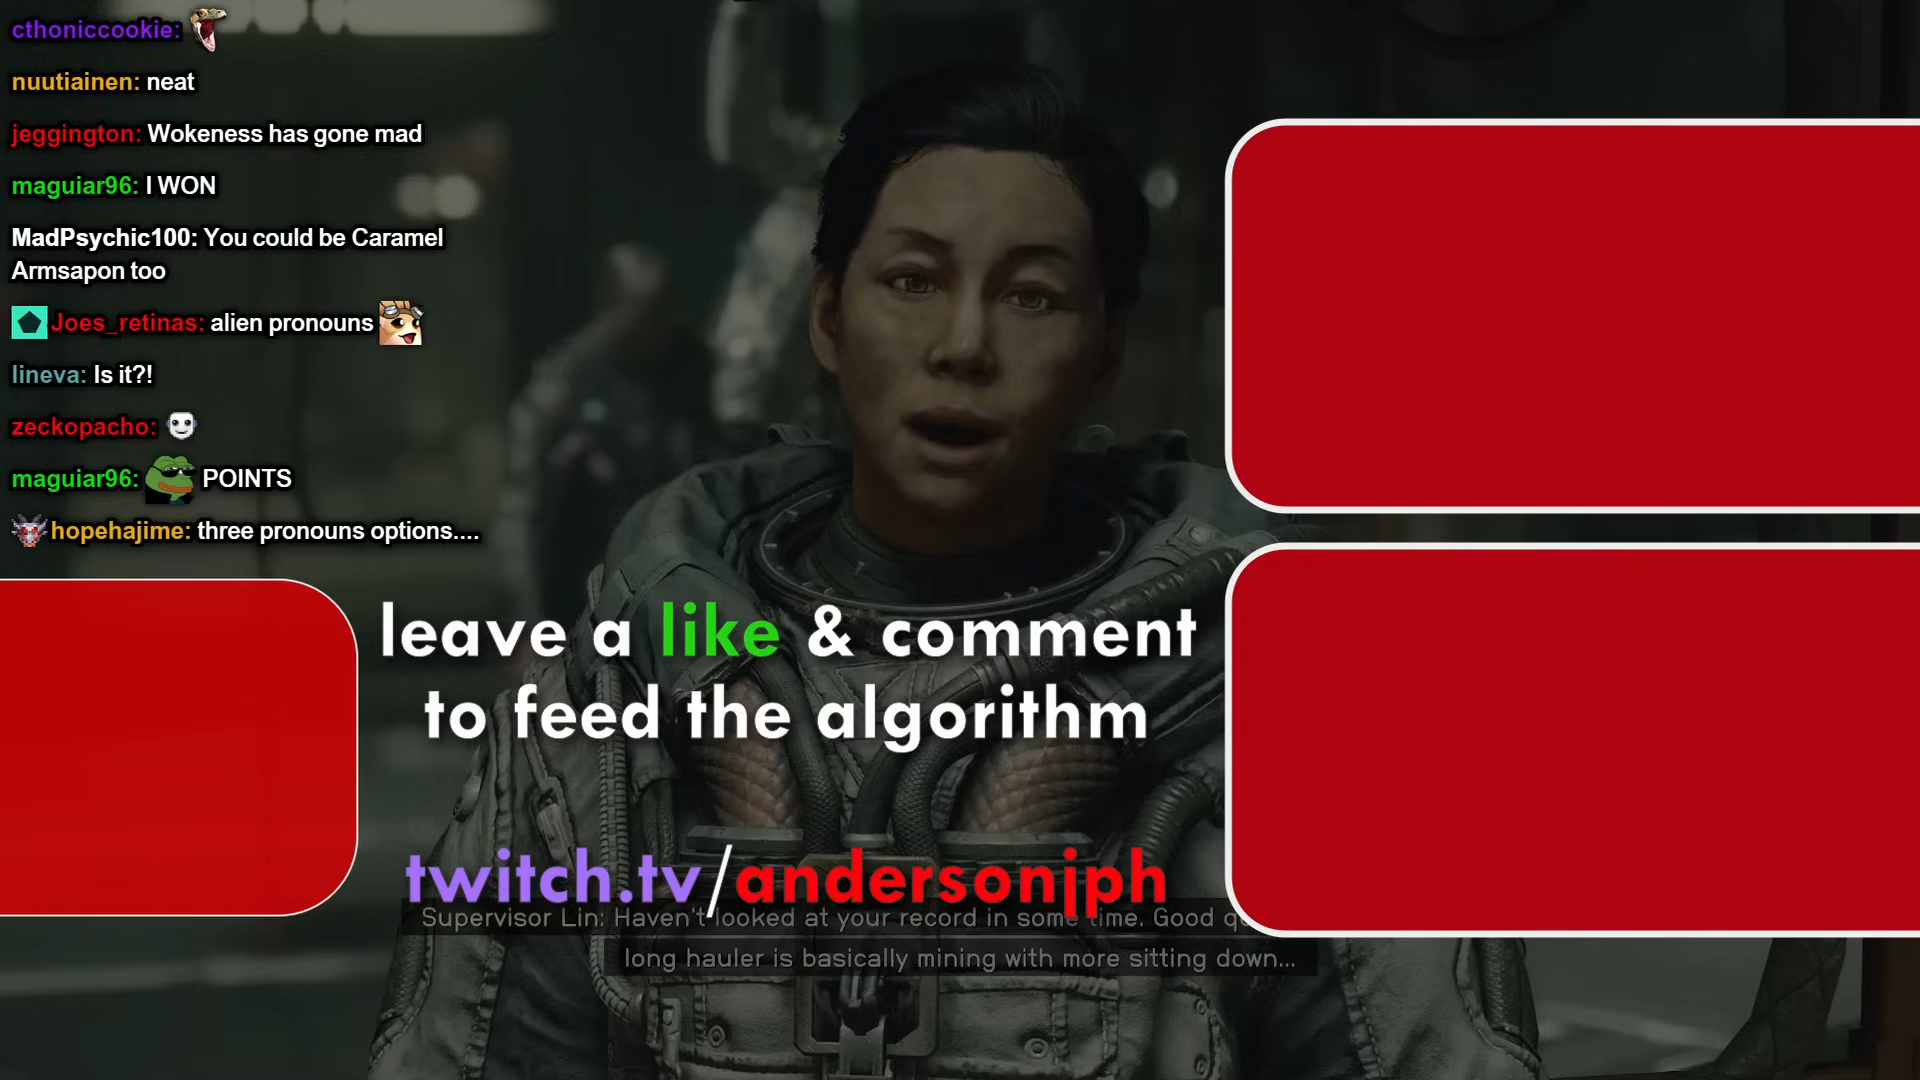 cthoniccookie:
nuutiainen: neat
jeggington: Wokeness has gone mad
maguiar96: I WON
MadPsychic100: You could be Caramel
Armsapon too
Joes_retinas: alien pronouns
lineva: Is it?!
zeckopacho:
maguiar96: POINTS
hopehajime: three pronouns options....
leave a like & comment
to feed the algorithm
twitch.tv/andersonjph
Supervisor Lin: Haven't looked at your record in some time. Good
long hauler is basically mining with more sitting down...